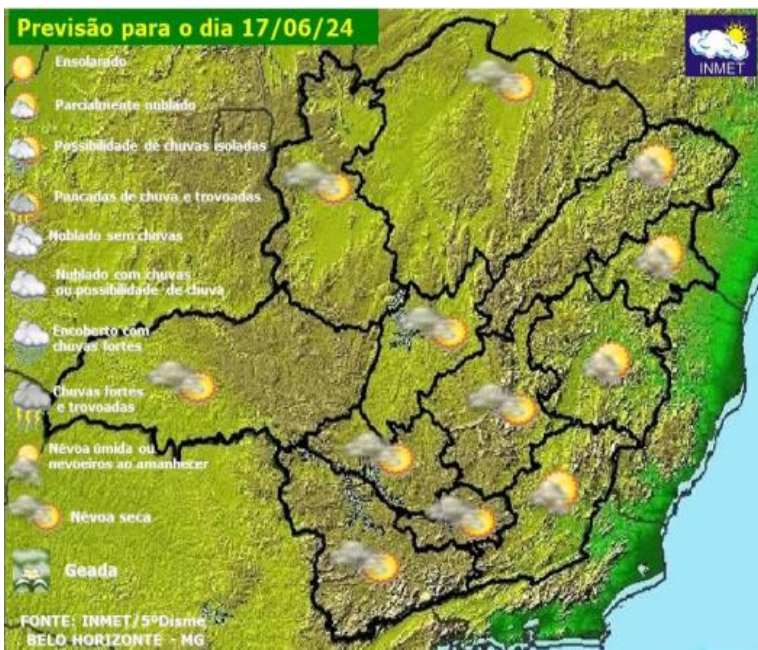 Previsão para o dia 17/06/24
INMET
Ensolarado
Parcialmente nublado
Possibilidade de chuvas isoladas
Pancadas de chuva e trovoadas
Noblado sem chuvas
Nublado com chuvas
ou possibilidade de chuva
Encoberto com
chuvas fortes
Chuvas fortes
e trovoadas
Névoa úmida ou
nevoeiros ao amanhecer
Névoa seca
Geada
FONTE: INMET/5ºDisme
BELO HORIZONTE - MG